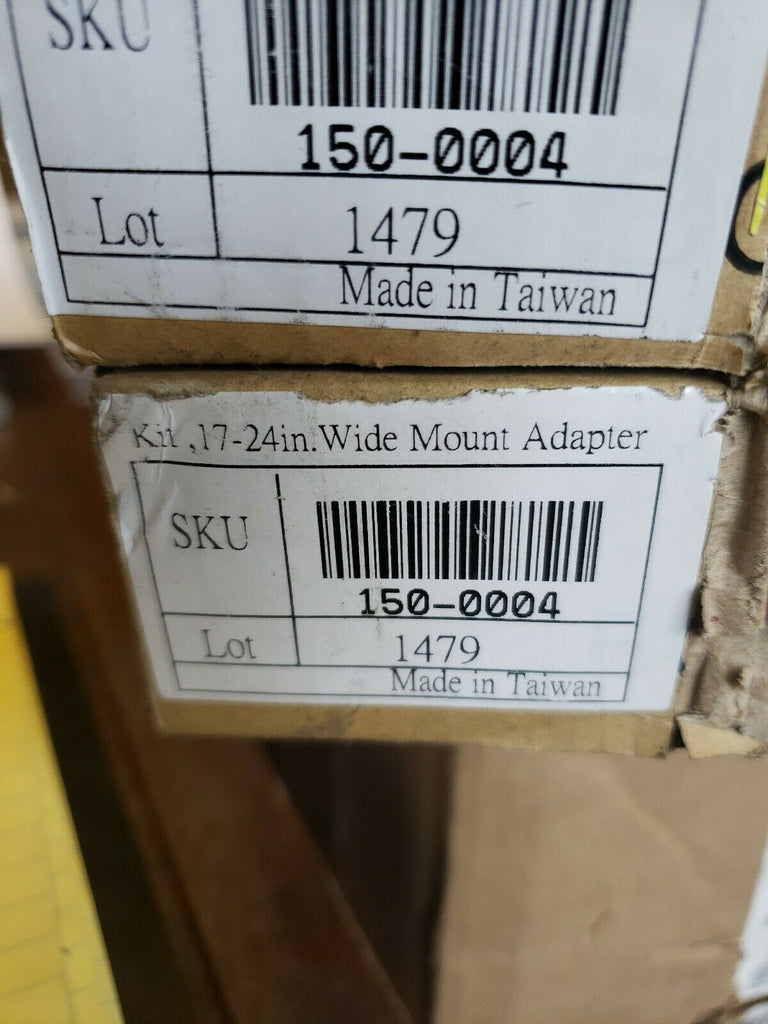 SKU
150-0004
Lot 1479
Made in Taiwan
Kit ,17-24in.Wide Mount Adapter
SKU
150-0004
Lot 1479
Made in Taiwan